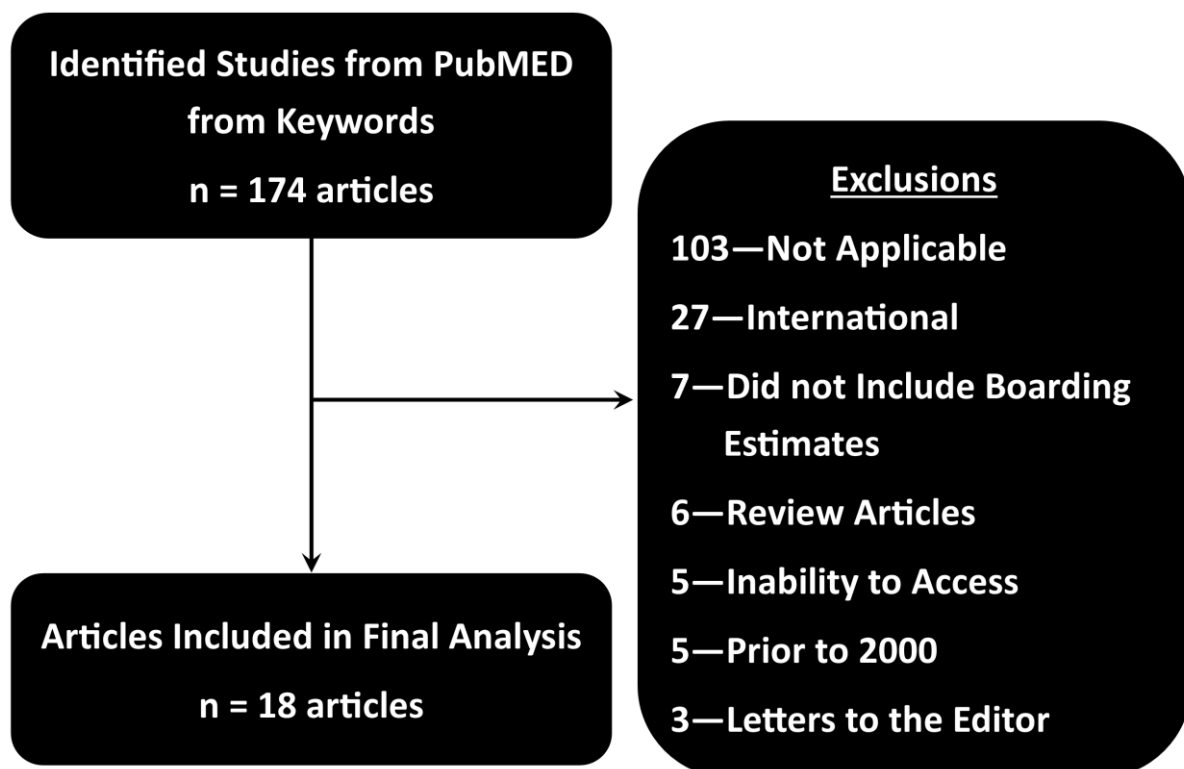 Identified Studies from PubMED
from Keywords
n = 174 articles
Exclusions
103—Not Applicable
27—International
7—Did not Include Boarding
Estimates
6—Review Articles
5—Inability to Access
5—Prior to 2000
3—Letters to the Editor
Articles Included in Final Analysis
n = 18 articles